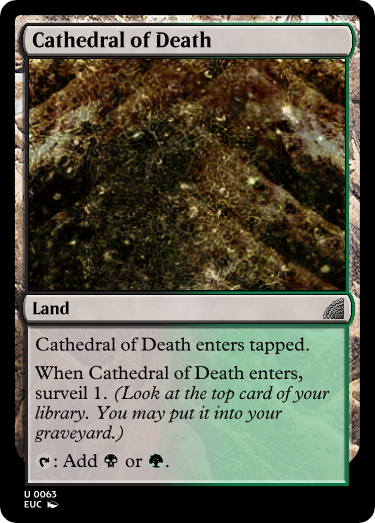 Cathedral of Death
Land
Cathedral of Death enters tapped.
When Cathedral of Death enters,
surveil 1. (Look at the top card of your
library. You may put it into your
graveyard.)
: Add or .
U 0063
EUC